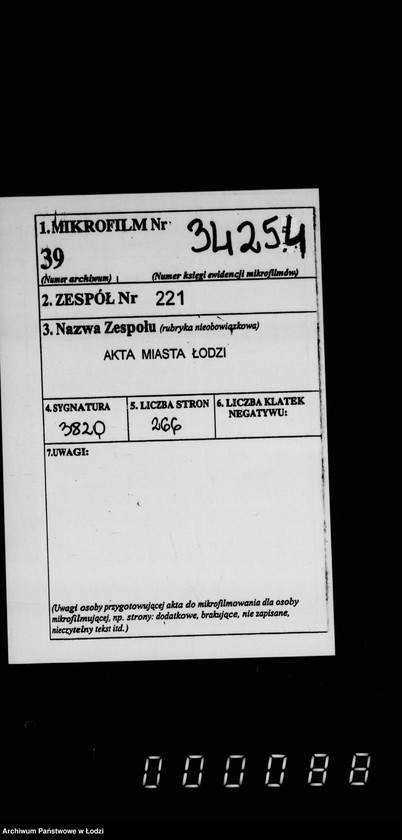 1.MIKROFILM Nr 34254
39
(Numer archiwum) (Numer księgi ewidencji mikrofilmów)
2. ZESPÓŁ Nr 221
3. Nazwa Zespołu (rubryka nieobowiązkowa)
AKTA MIASTA ŁODZI
4.SYGNATURA 5. LICZBA STRON 6. LICZBA KLATEK
NEGATYWU:
3820 266
7.UWAGI:
(Uwagi osoby przygotowującej akta do mikrofilmowania dla osoby
mikrofilmującej, np. strony: dodatkowe, brakujące, nie zapisane,
nieczytelny tekst itd.)
000088
Archiwum Państwowe w Łodzi